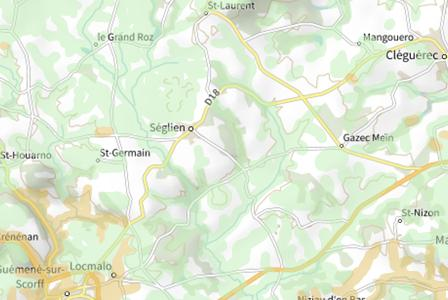 St-Laurent
le Grand Roz
Mangouero
Cléguérec
D18
Séglien
Gazec Meïn
St-Houarno
St-Germain
St-Nizon
Locmalo
Guémené-sur-
Scorff